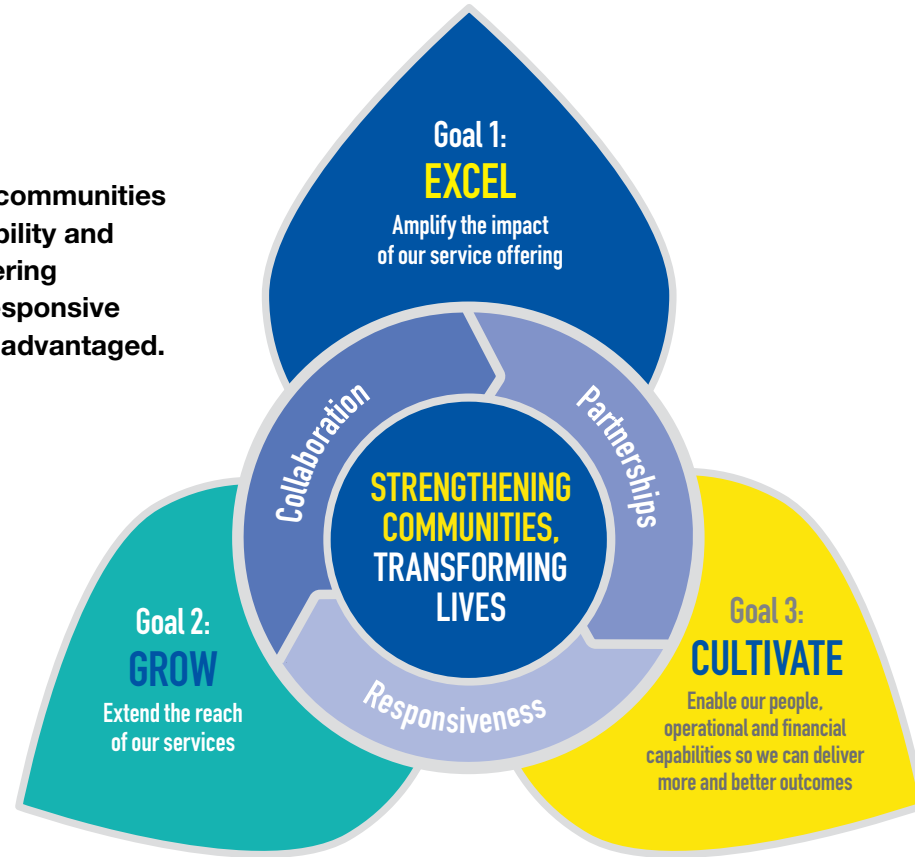 communities
bility and
ering
esponsive
advantaged.
Goal 1:
EXCEL
Amplify the impact
of our service offering
Collaboration
Partnerships
Responsiveness
STRENGTHENING
COMMUNITIES,
TRANSFORMING
LIVES
Goal 2:
GROW
Extend the reach
of our services
Goal 3:
CULTIVATE
Enable our people,
operational and financial
capabilities so we can deliver
more and better outcomes